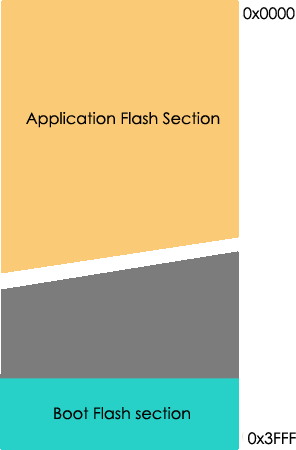 0x0000
Application Flash Section
Boot Flash section
0x3FFF